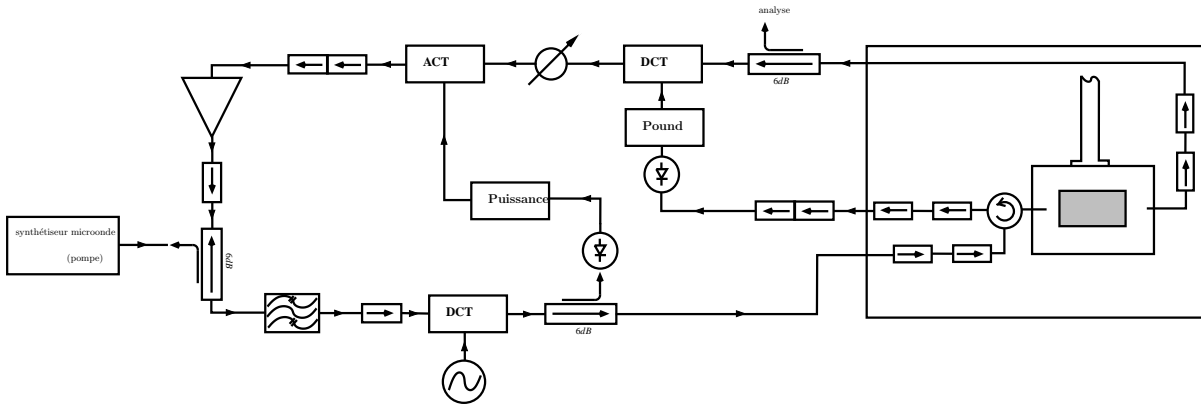 analyse
ACT
DCT
6dB
Pound
Puissance
synthétiseur microonde
(pompe)
6dB
DCT
6dB